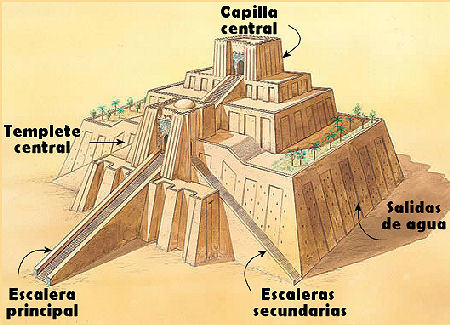 Capilla
central
Templete
central
Salidas
de agua
Escalera
principal
Escaleras
secundarias